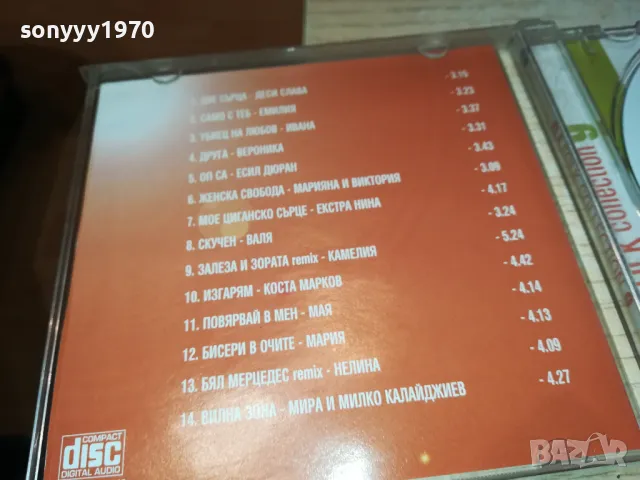 sonyyy1970
1. ДВЕ СЪРЦА - ДЕСИ СЛАВА - 3.15
2. САМО С ТЕБ - ЕМИЛИЯ - 3.23
3. УБИЕЦ НА ЛЮБОВ - ИВАНА - 3.37
4. ДРУГА - ВЕРОНИКА - 3.31
5. ОП СА - ЕСИЛ ДЮРАН - 3.43
6. ЖЕНСКА СВОБОДА - МАРИЯНА И ВИКТОРИЯ - 3.09
7. МОЕ ЦИГАНСКО СЪРЦЕ - ЕКСТРА НИНА - 4.17
8. СКУЧЕН - ВАЛЯ - 3.24
9. ЗАЛЕЗА И ЗОРАТА remix - КАМЕЛИЯ - 5.24
10. ИЗГАРЯМ - КОСТА МАРКОВ - 4.42
11. ПОВЯРВАЙ В МЕН - МАЯ - 4.14
12. БИСЕРИ В ОЧИТЕ - МАРИЯ - 4.13
13. БЯЛ МЕРЦЕДЕС remix - НЕЛИНА - 4.09
14. ВИЛНА ЗОНА - МИРА И МИЛКО КАЛАЙДЖИЕВ - 4.27
COMPACT
disc
DIGITAL AUDIO
collection
6
BAZAR
bg